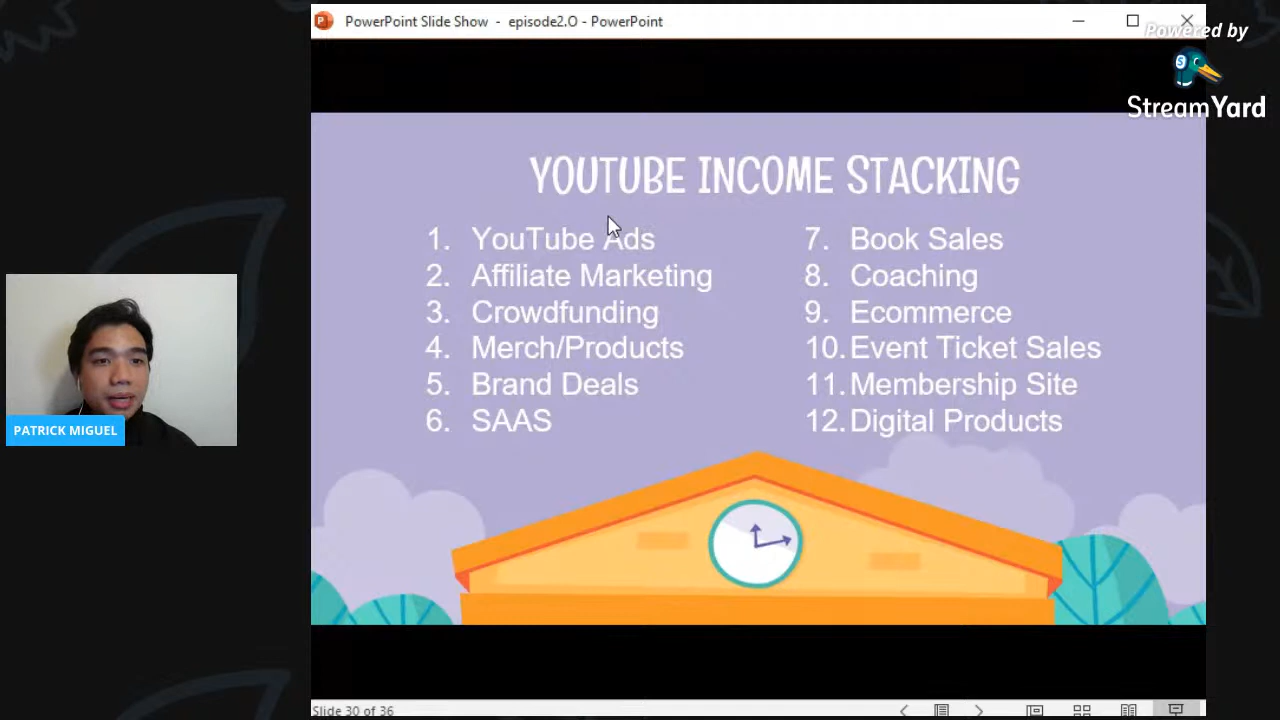 PowerPoint Slide Show - episode2.O - PowerPoint
Powered by
S
StreamYard
YOUTUBE INCOME STACKING
1. YouTube Ads
2. Affiliate Marketing
3. Crowdfunding
4. Merch/Products
5. Brand Deals
6. SAAS
7. Book Sales
8. Coaching
9. Ecommerce
10. Event Ticket Sales
11. Membership Site
12. Digital Products
PATRICK MIGUEL
Slide 30 of 36